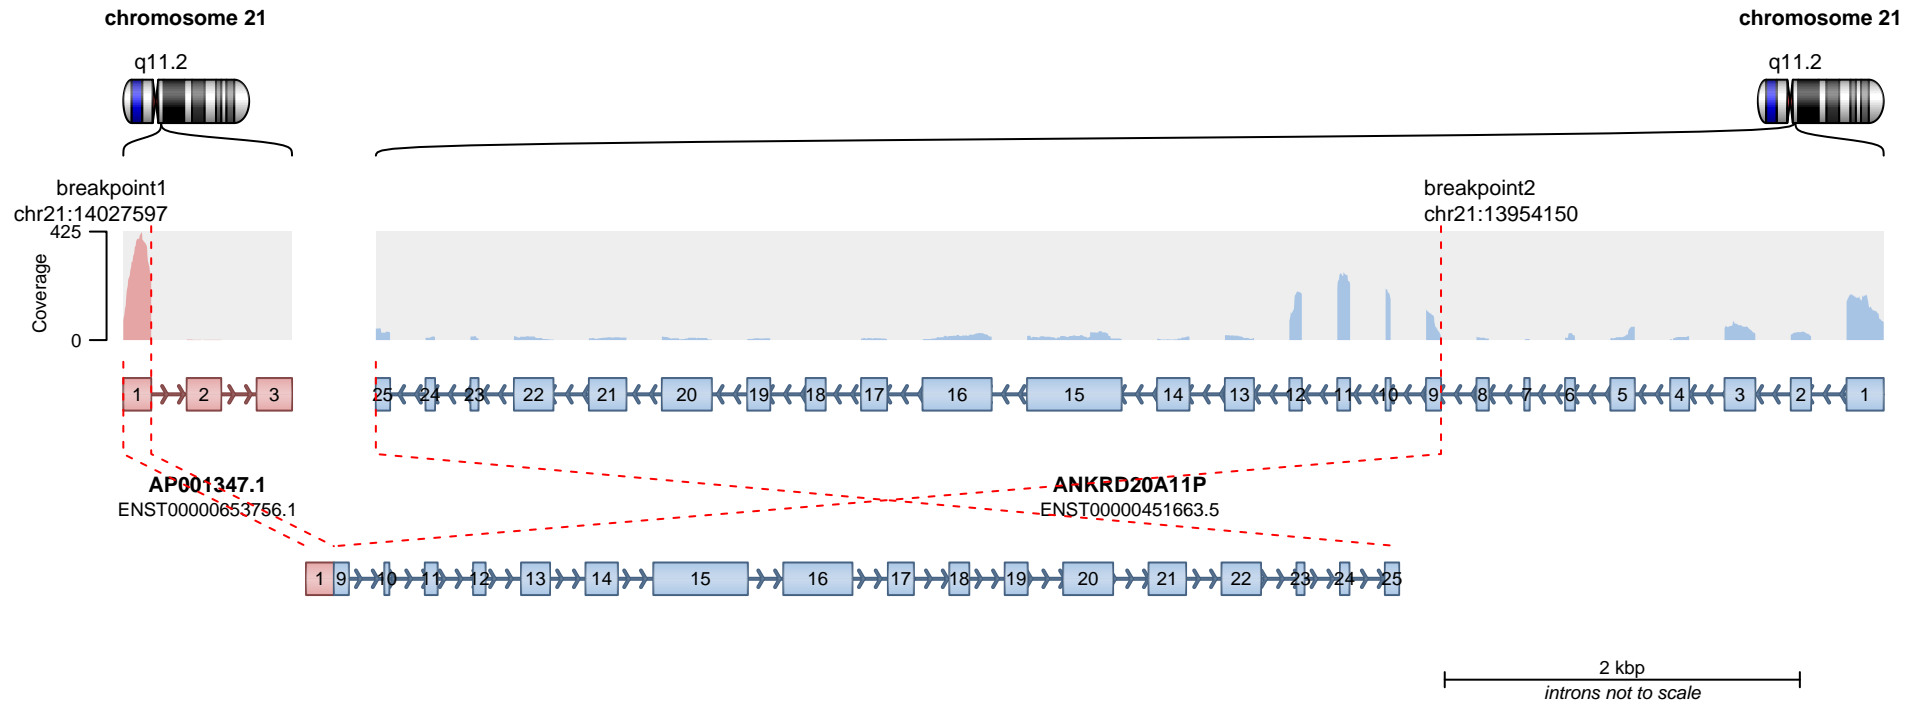 chromosome 21
chromosome 21
q11.2
q11.2
breakpoint1
chr21:14027597
breakpoint2
chr21:13954150
425
Coverage
0
1 2 3
25 24 23 22 21 20 19 18 17 16 15 14 13 12 11 10 9 8 7 6 5 4 3 2 1
AP001347.1
ENST00000653756.1
ANKRD20A11P
ENST00000451663.5
1 9 10 11 12 13 14 15 16 17 18 19 20 21 22 23 24 25
2 kbp
introns not to scale